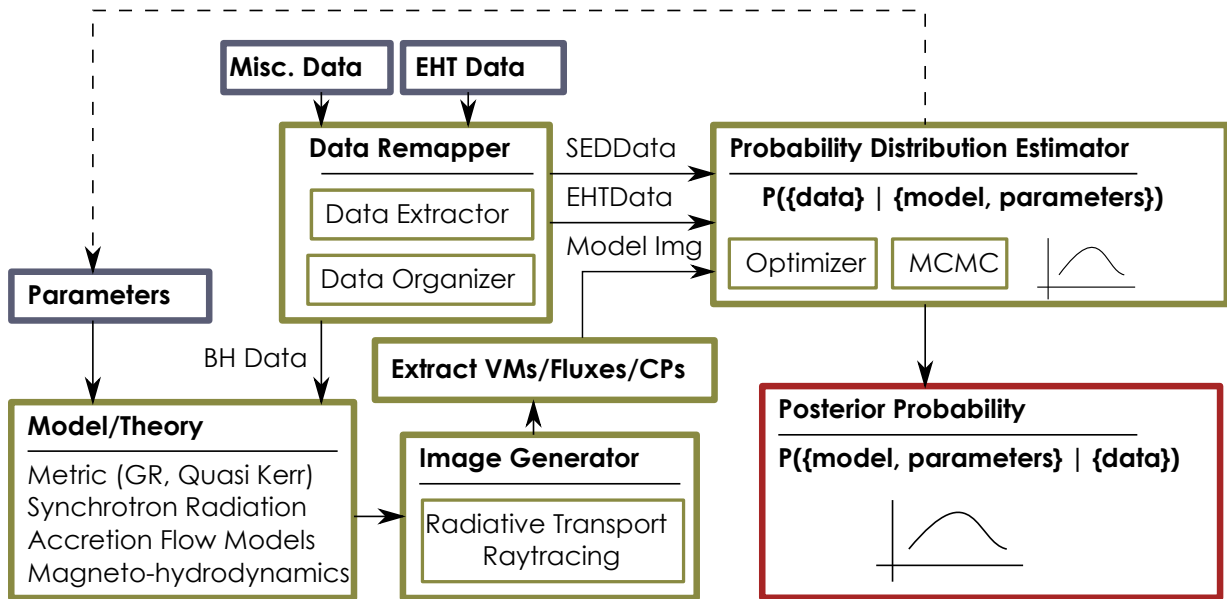 Misc. Data
EHT Data
Data Remapper
Data Extractor
Data Organizer
SEDData
EHTData
Model Img
Probability Distribution Estimator
P({data} | {model, parameters})
Optimizer
MCMC
Parameters
BH Data
Extract VMs/Fluxes/CPs
Model/Theory
Metric (GR, Quasi Kerr)
Synchrotron Radiation
Accretion Flow Models
Magneto-hydrodynamics
Image Generator
Radiative Transport
Raytracing
Posterior Probability
P({model, parameters} | {data})